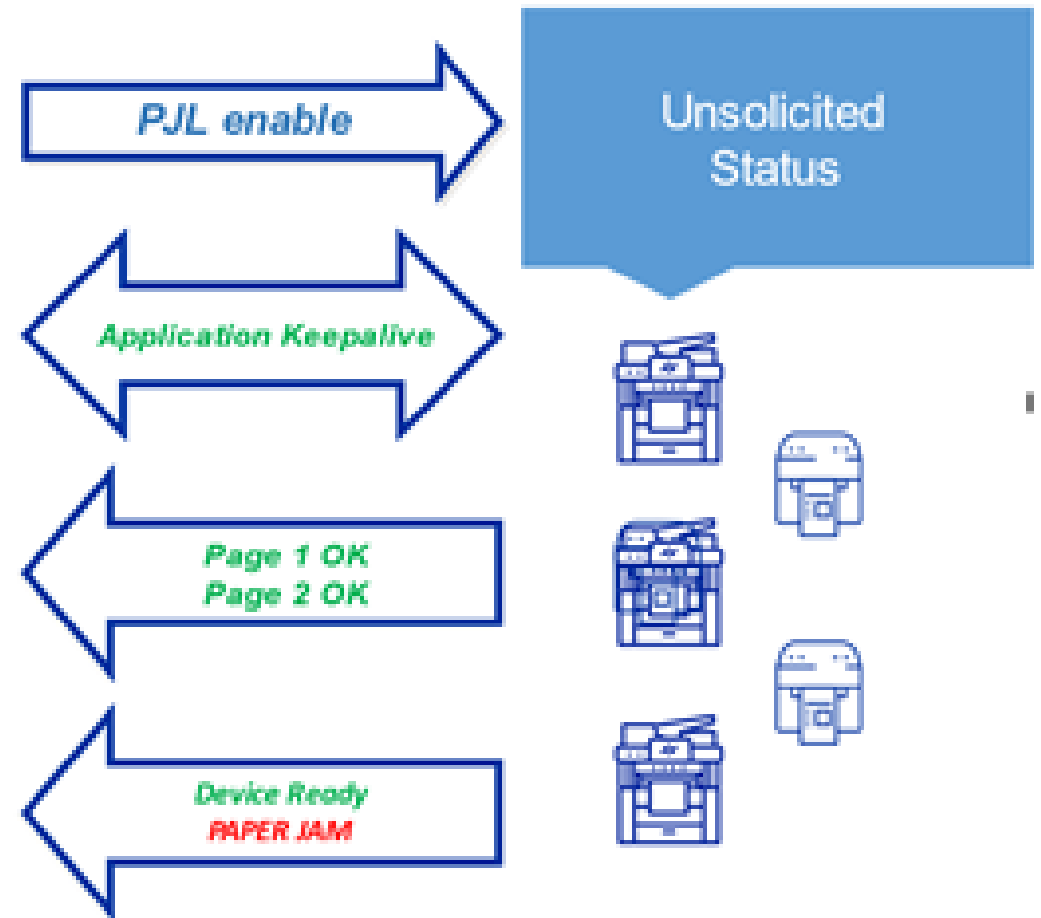 PJL enable
Unsolicited
Status
Application Keepalive
Page 1 OK
Page 2 OK
Device Ready
PAPER JAM